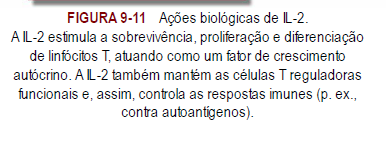 FIGURA 9-11 Ações biológicas de IL-2.
A IL-2 estimula a sobrevivência, proliferação e diferenciação
de linfócitos T, atuando como um fator de crescimento
autócrino. A IL-2 também mantém as células T reguladoras
funcionais e, assim, controla as respostas imunes (p. ex.,
contra autoantígenos).